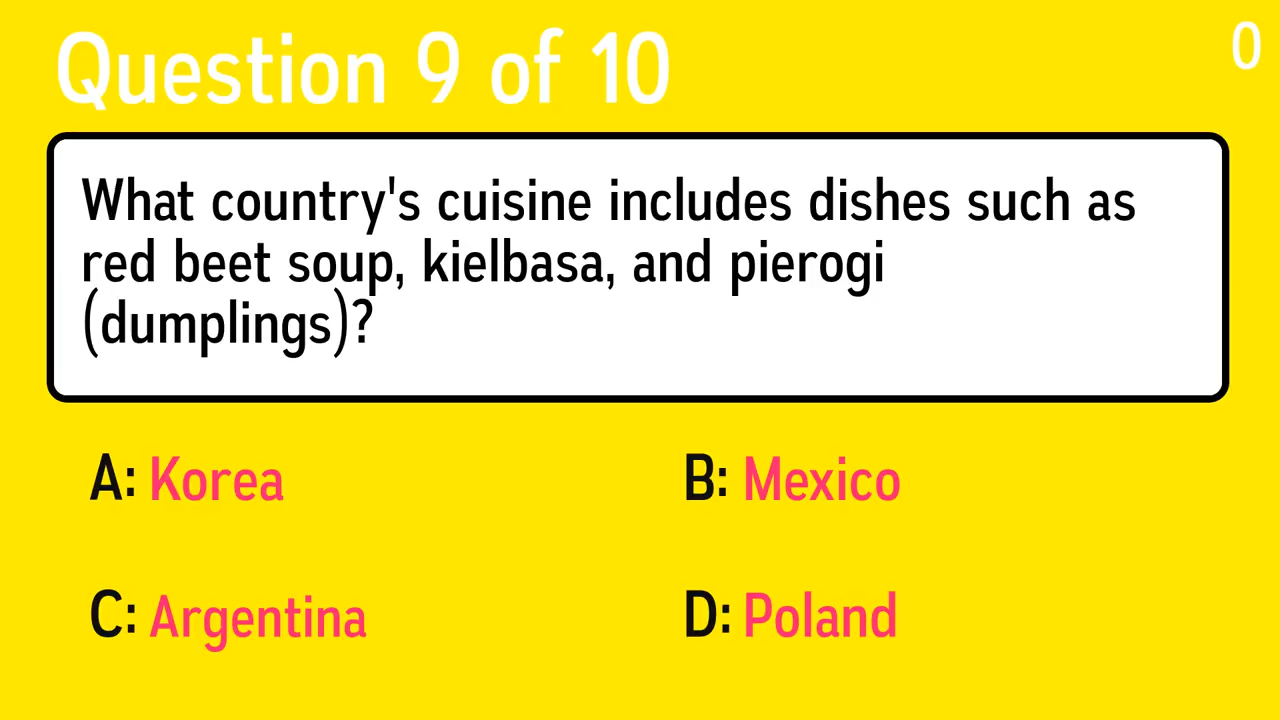 Question 9 of 10
0
What country's cuisine includes dishes such as
red beet soup, kielbasa, and pierogi
(dumplings)?
A: Korea
B: Mexico
C: Argentina
D: Poland